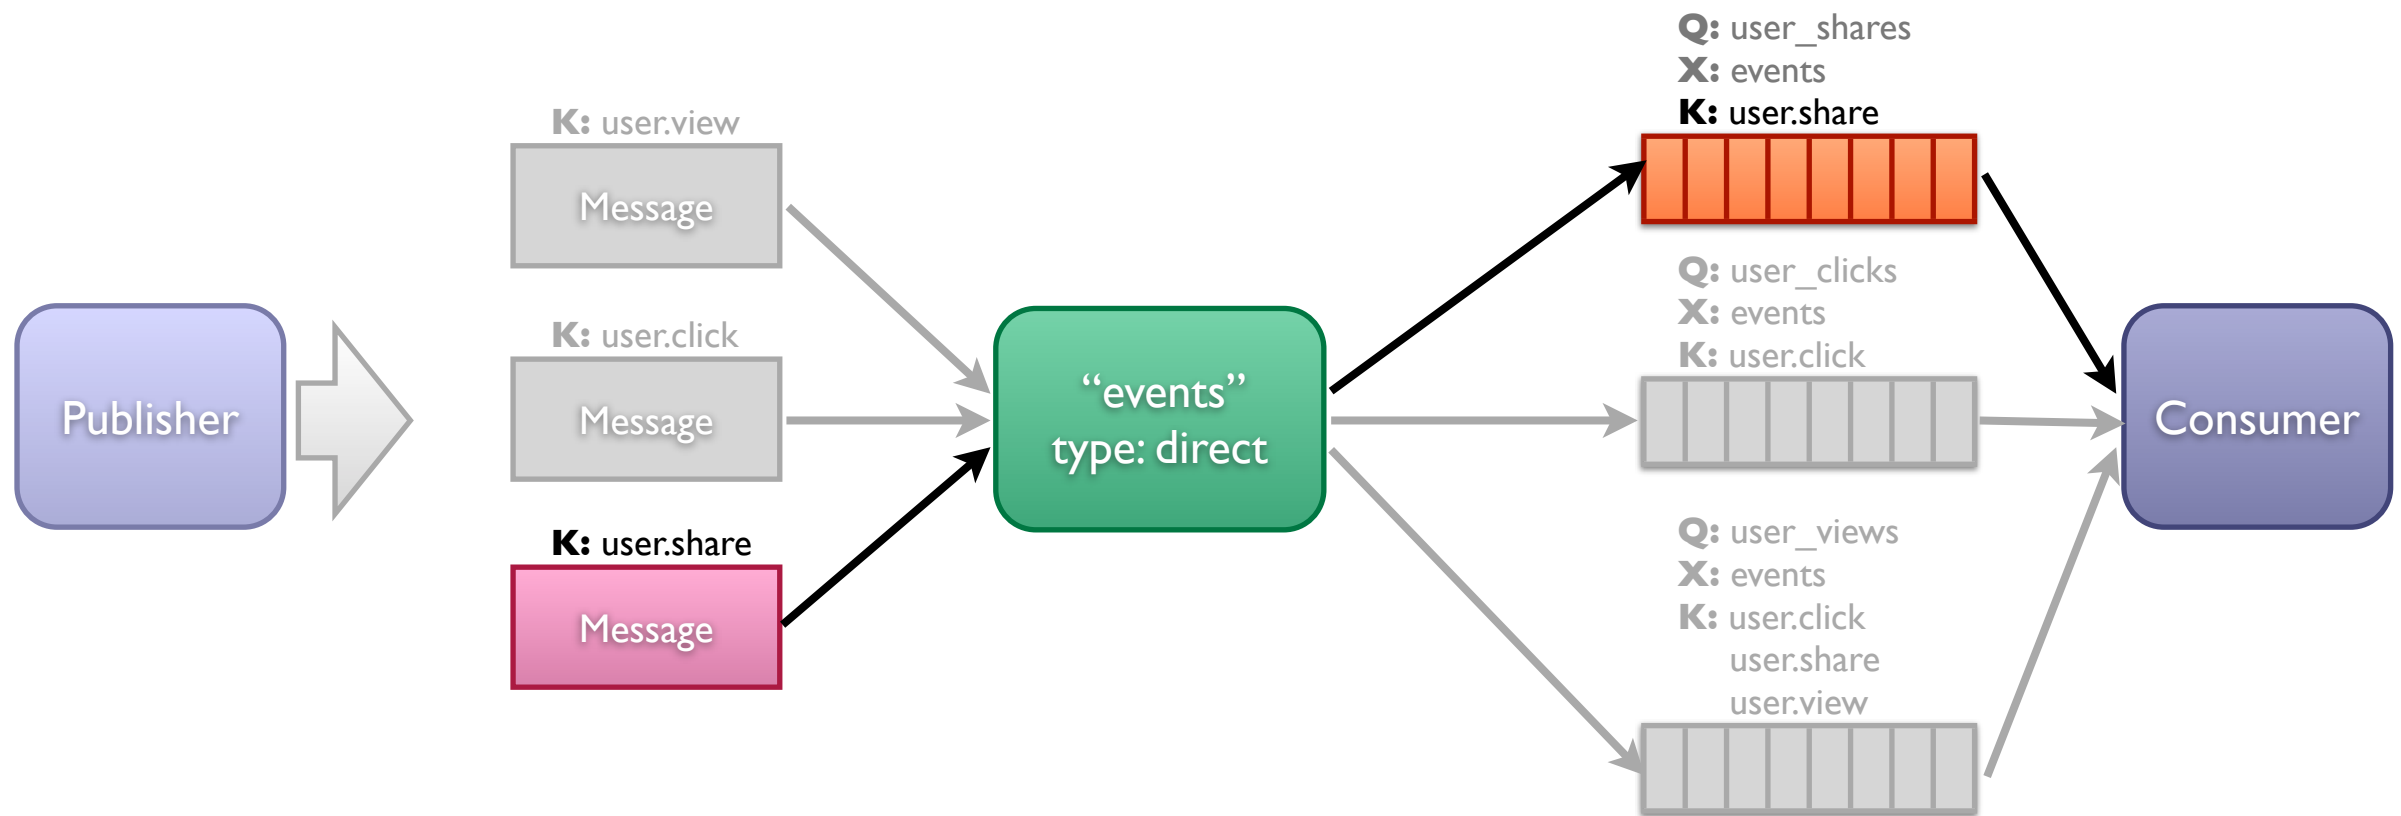 Publisher
K: user.view
Message
K: user.click
Message
K: user.share
Message
“events”
type: direct
Q: user_shares
X: events
K: user.share
Q: user_clicks
X: events
K: user.click
Q: user_views
X: events
K: user.click
user.share
user.view
Consumer